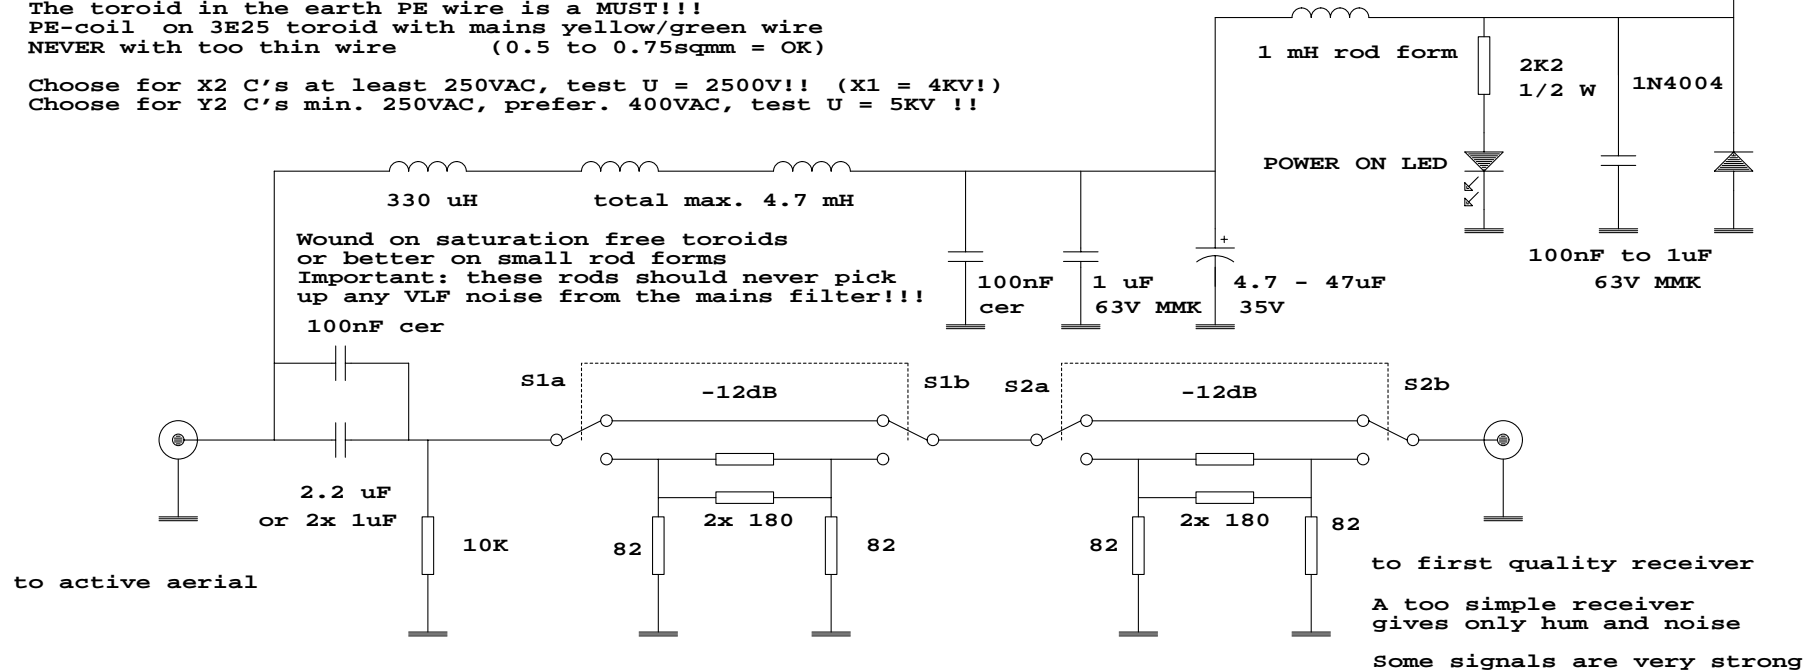 The toroid in the earth PE wire is a MUST!!!
PE-coil  on 3E25 toroid with mains yellow/green wire
NEVER with too thin wire      (0.5 to 0.75sqmm = OK)
Choose for X2 C's at least 250VAC, test U = 2500V!!  (X1 = 4KV!)
Choose for Y2 C's min. 250VAC, prefer. 400VAC, test U = 5KV !!
1 mH rod form
2K2
1/2 W
1N4004
POWER ON LED
330 uH
total max. 4.7 mH
Wound on saturation free toroids
or better on small rod forms
Important: these rods should never pick
up any VLF noise from the mains filter!!!
+
100nF
cer
1 uF
63V MMK
4.7 - 47uF
35V
100nF to 1uF
63V MMK
100nF cer
S1a
-12dB
S1b
S2a
-12dB
S2b
2.2 uF
or 2x 1uF
10K
2x 180
82
82
2x 180
82
82
to active aerial
to first quality receiver
A too simple receiver
gives only hum and noise
Some signals are very strong